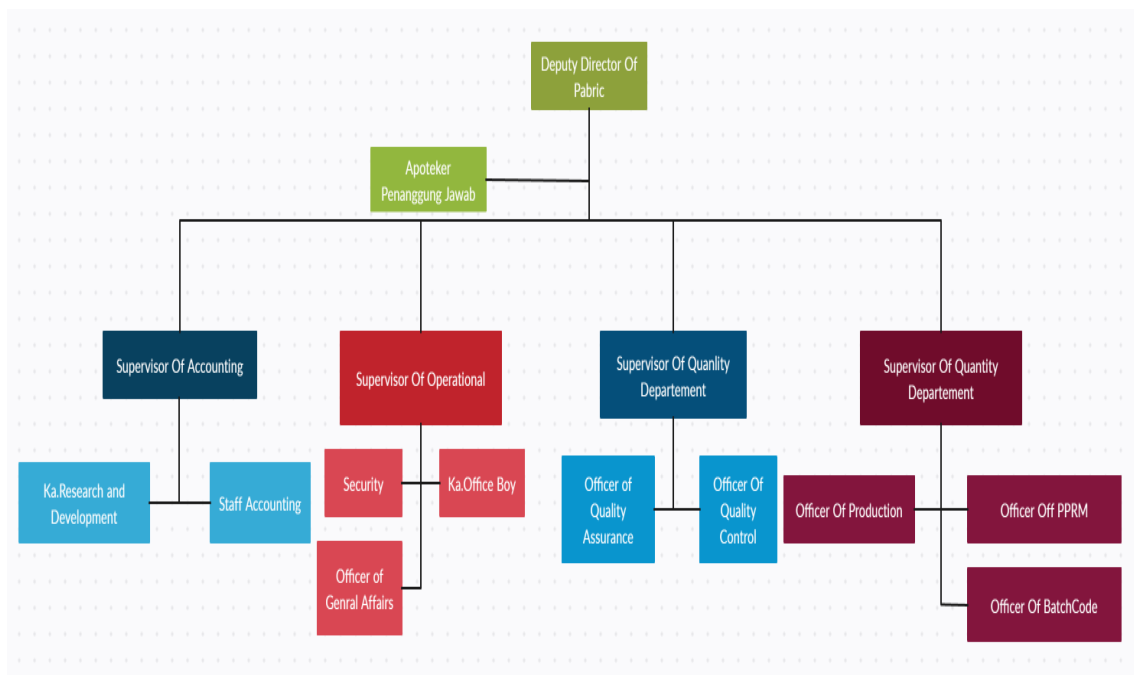 Deputy Director Of
Pabric
Apoteker
Penanggung Jawab
Supervisor Of Accounting
Supervisor Of Operational
Supervisor Of Quanlity
Departement
Supervisor Of Quantity
Departement
Ka.Research and
Development
Staff Accounting
Security
Ka.Office Boy
Officer of
Genral Affairs
Officer of
Quality
Assurance
Officer Of
Quality
Control
Officer Of Production
Officer Off PPRM
Officer Of BatchCode